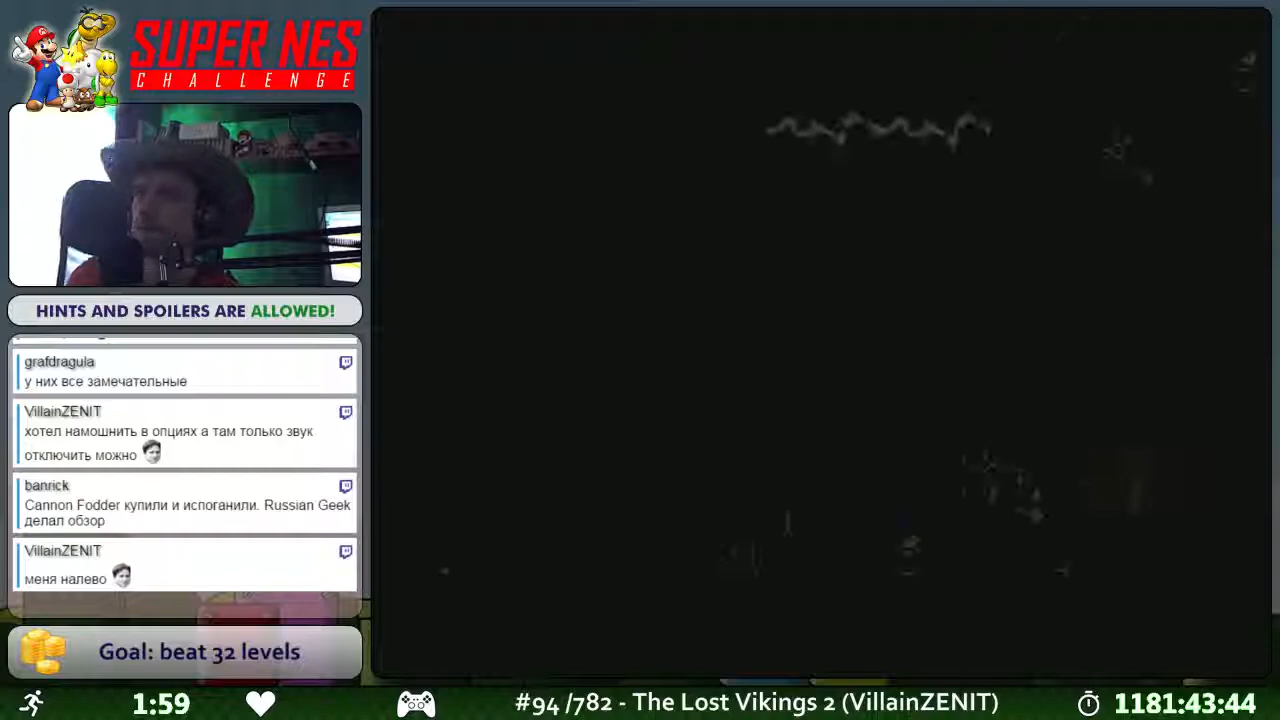 SUPER NES
CHALLENGE
HINTS AND SPOILERS ARE ALLOWED!
grafdragula
у них все замечательные
VillainZENIT
хотел намошнить в опциях а там только звук
отключить можно
banrick
Cannon Fodder купили и испоганили. Russian Geek
делал обзор
VillainZENIT
меня налево
Goal: beat 32 levels
1:59
#94 /782 - The Lost Vikings 2 (VillainZENIT)
1181:43:44